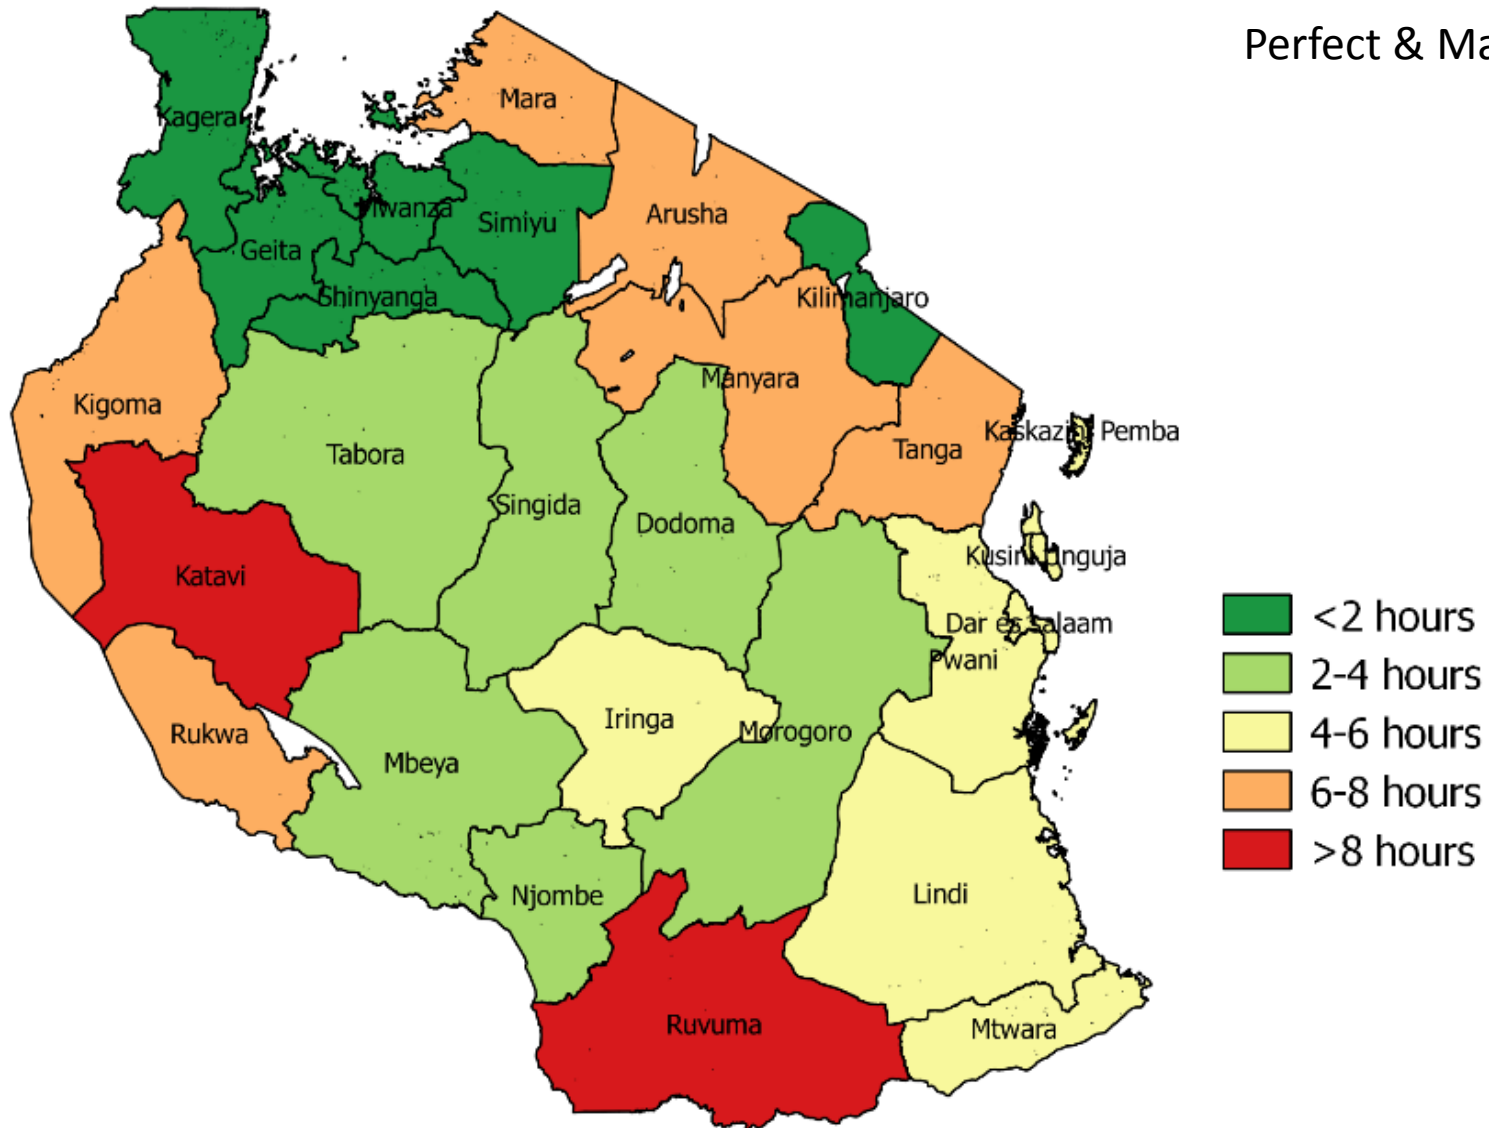 Perfect & Ma
Mara
Kagera
Mwanza
Arusha
Simiyu
Geita
Shinyanga
Kilimanjaro
Manyara
Kigoma
Kaskazini Pemba
Tanga
Tabora
Singida
Dodoma
Kusini Unguja
Katavi
<2 hours
Dar es salaam
Pwani
2-4 hours
Iringa
Morogoro
4-6 hours
Rukwa
Mbeya
6-8 hours
>8 hours
Njombe
Lindi
Ruvuma
Mtwara